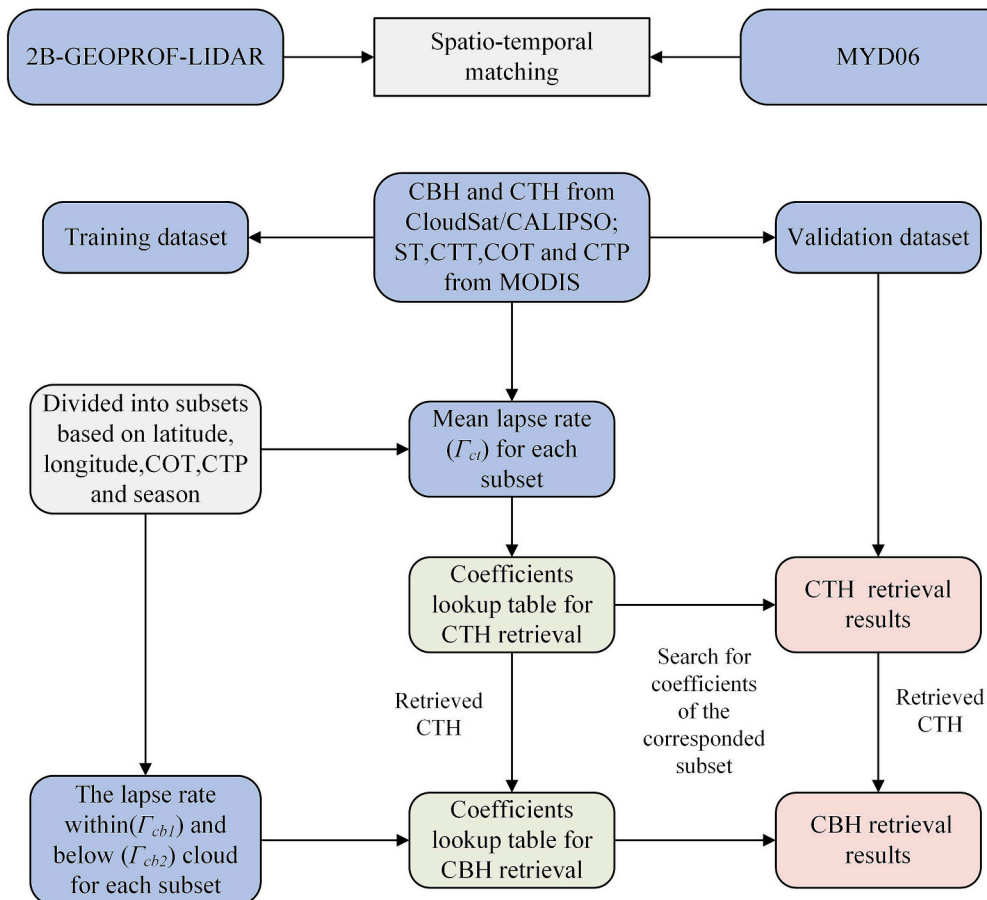 2B-GEOPROF-LIDAR
Spatio-temporal
matching
MYD06
Training dataset
CBH and CTH from
CloudSat/CALIPSO;
ST,CTT,COT and CTP
from MODIS
Validation dataset
Divided into subsets
based on latitude,
longitude,COT,CTP
and season
Mean lapse rate
(Γct) for each
subset
Coefficients
lookup table for
CTH retrieval
CTH  retrieval
results
Retrieved
CTH
Search for
coefficients
of the
corresponded
subset
Retrieved
CTH
The lapse rate
within(Γcb1) and
below (Γcb2) cloud
for each subset
Coefficients
lookup table for
CBH retrieval
CBH retrieval
results